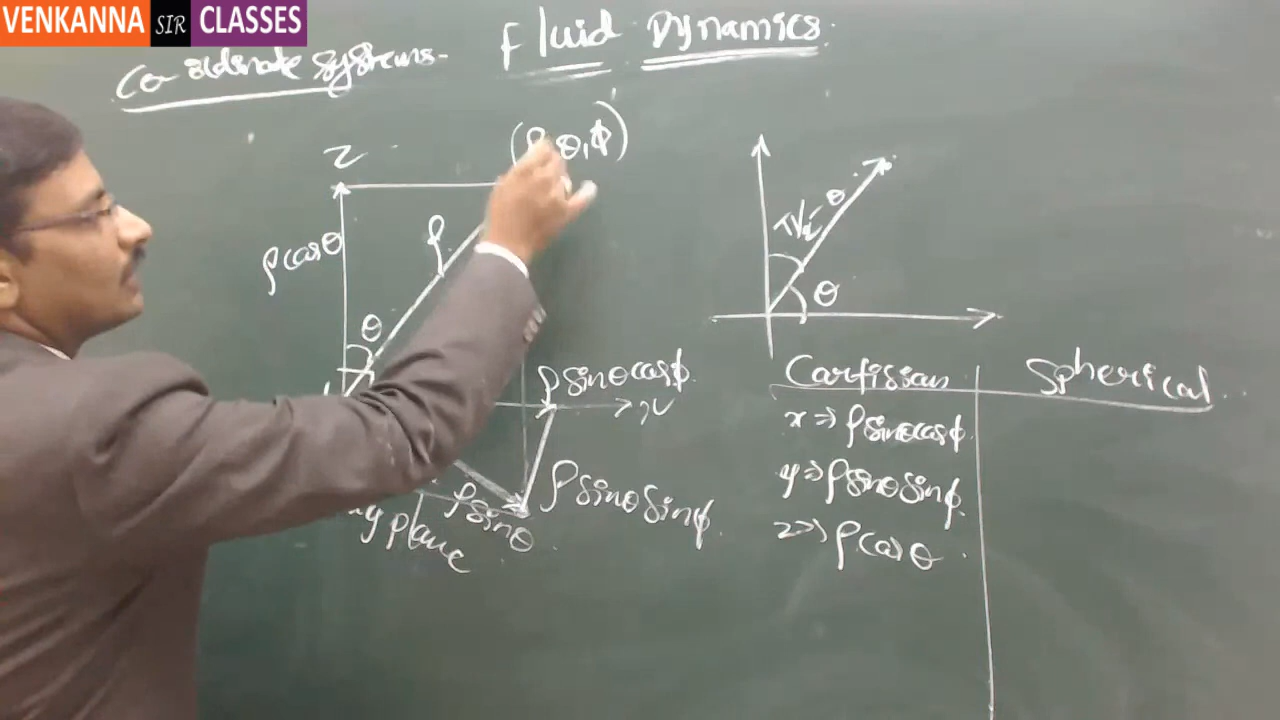 VENKANNA SIR CLASSES
Fluid Dynamics
Co-ordinate systems
z
(ρ, θ, ϕ)
ρcosθ
ρ
θ
ρsinθcosϕ
ρsinθ
ρsinθsinϕ
xy plane
π/2 - θ
θ
Cartissian
Spherical
x ⇒ ρsinθcosϕ
y ⇒ ρsinθsinϕ
z ⇒ ρcosθ